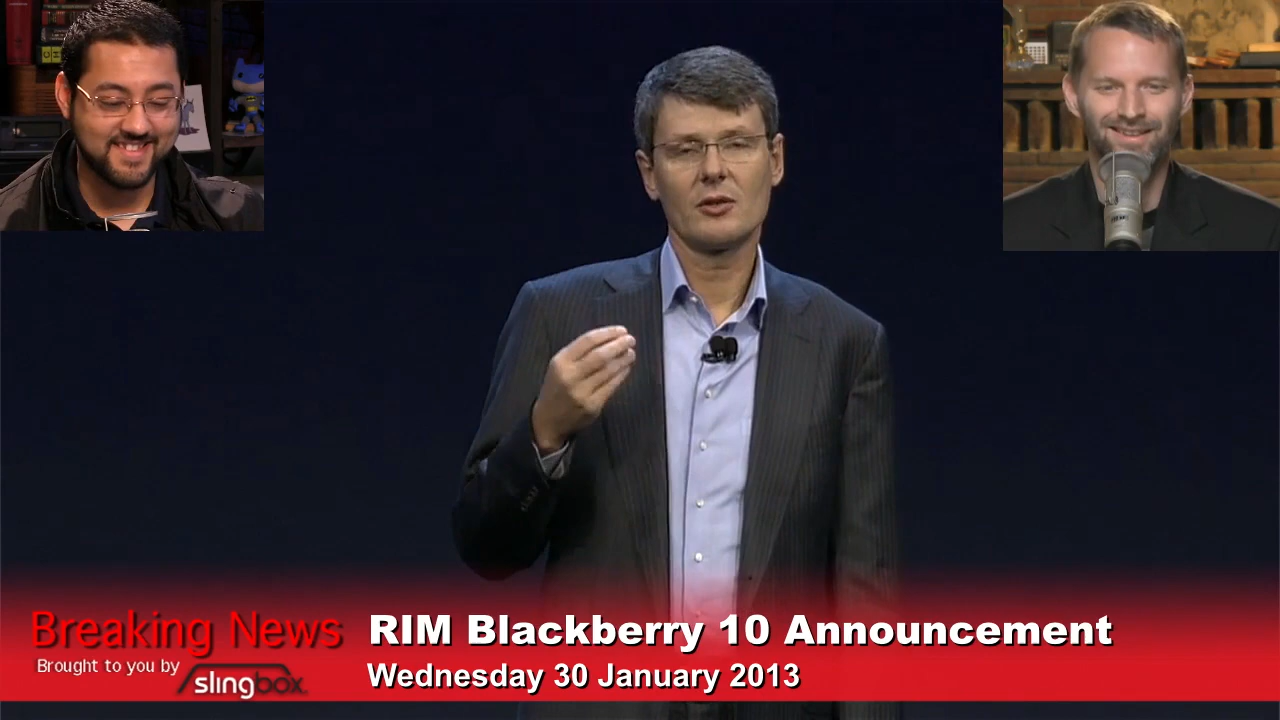 Breaking News
Brought to you by
slingbox
RIM Blackberry 10 Announcement
Wednesday 30 January 2013